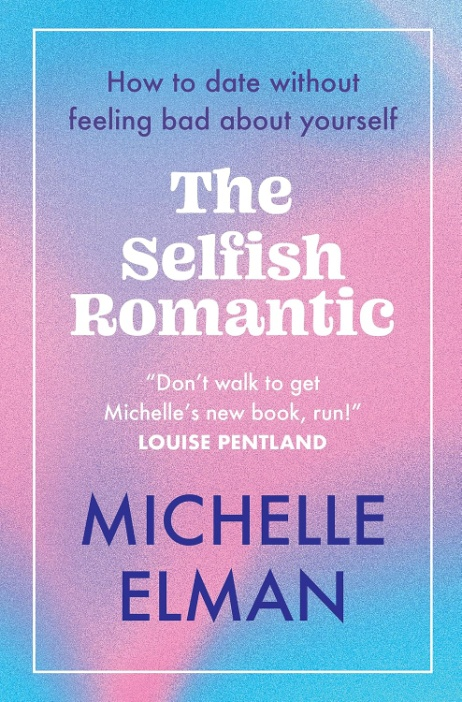 How to date without
feeling bad about yourself
The
Selfish
Romantic
“Don’t walk to get
Michelle’s new book, run!”
LOUISE PENTLAND
MICHELLE
ELMAN